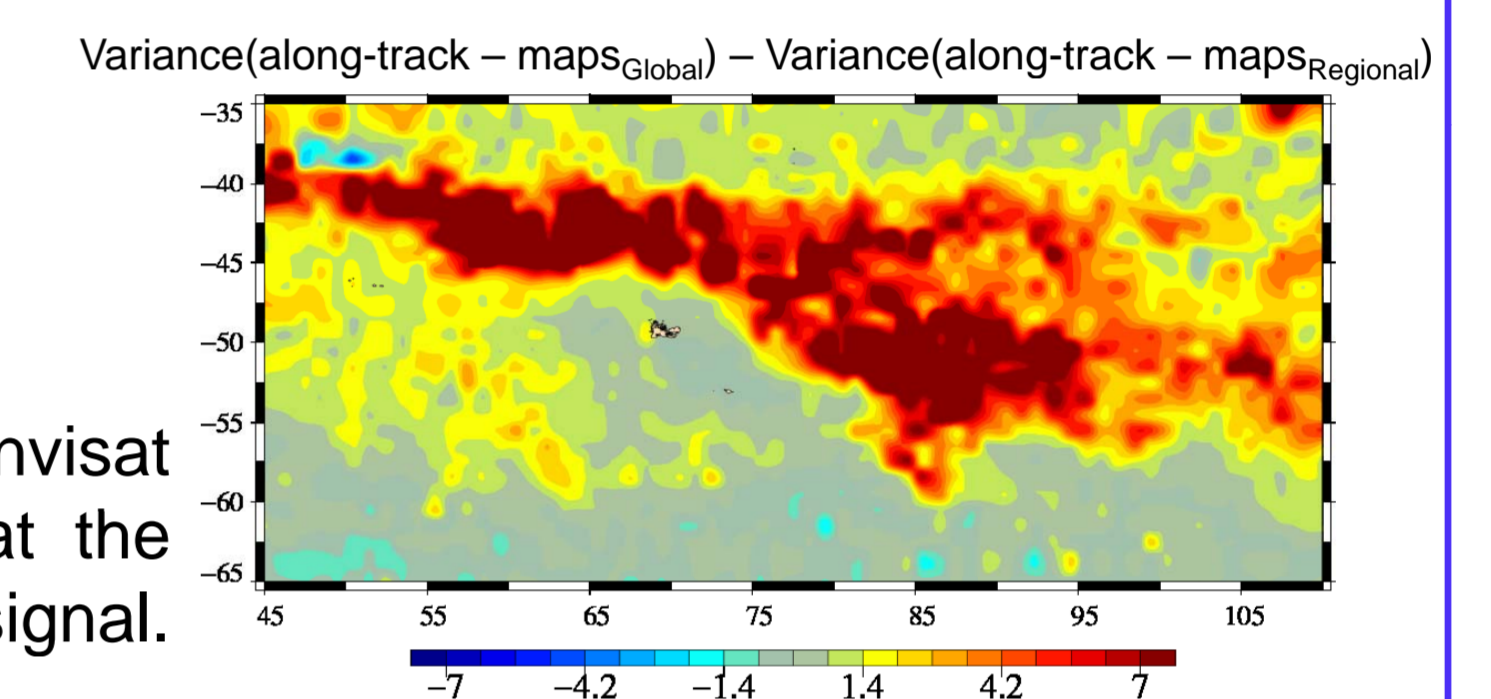 Variance(along-track – maps_Global) – Variance(along-track – maps_Regional)
−35
−40
−45
−50
−55
−60
−65
45 55 65 75 85 95 105
−7 −4.2 −1.4 1.4 4.2 7
nvisat
at the
signal.